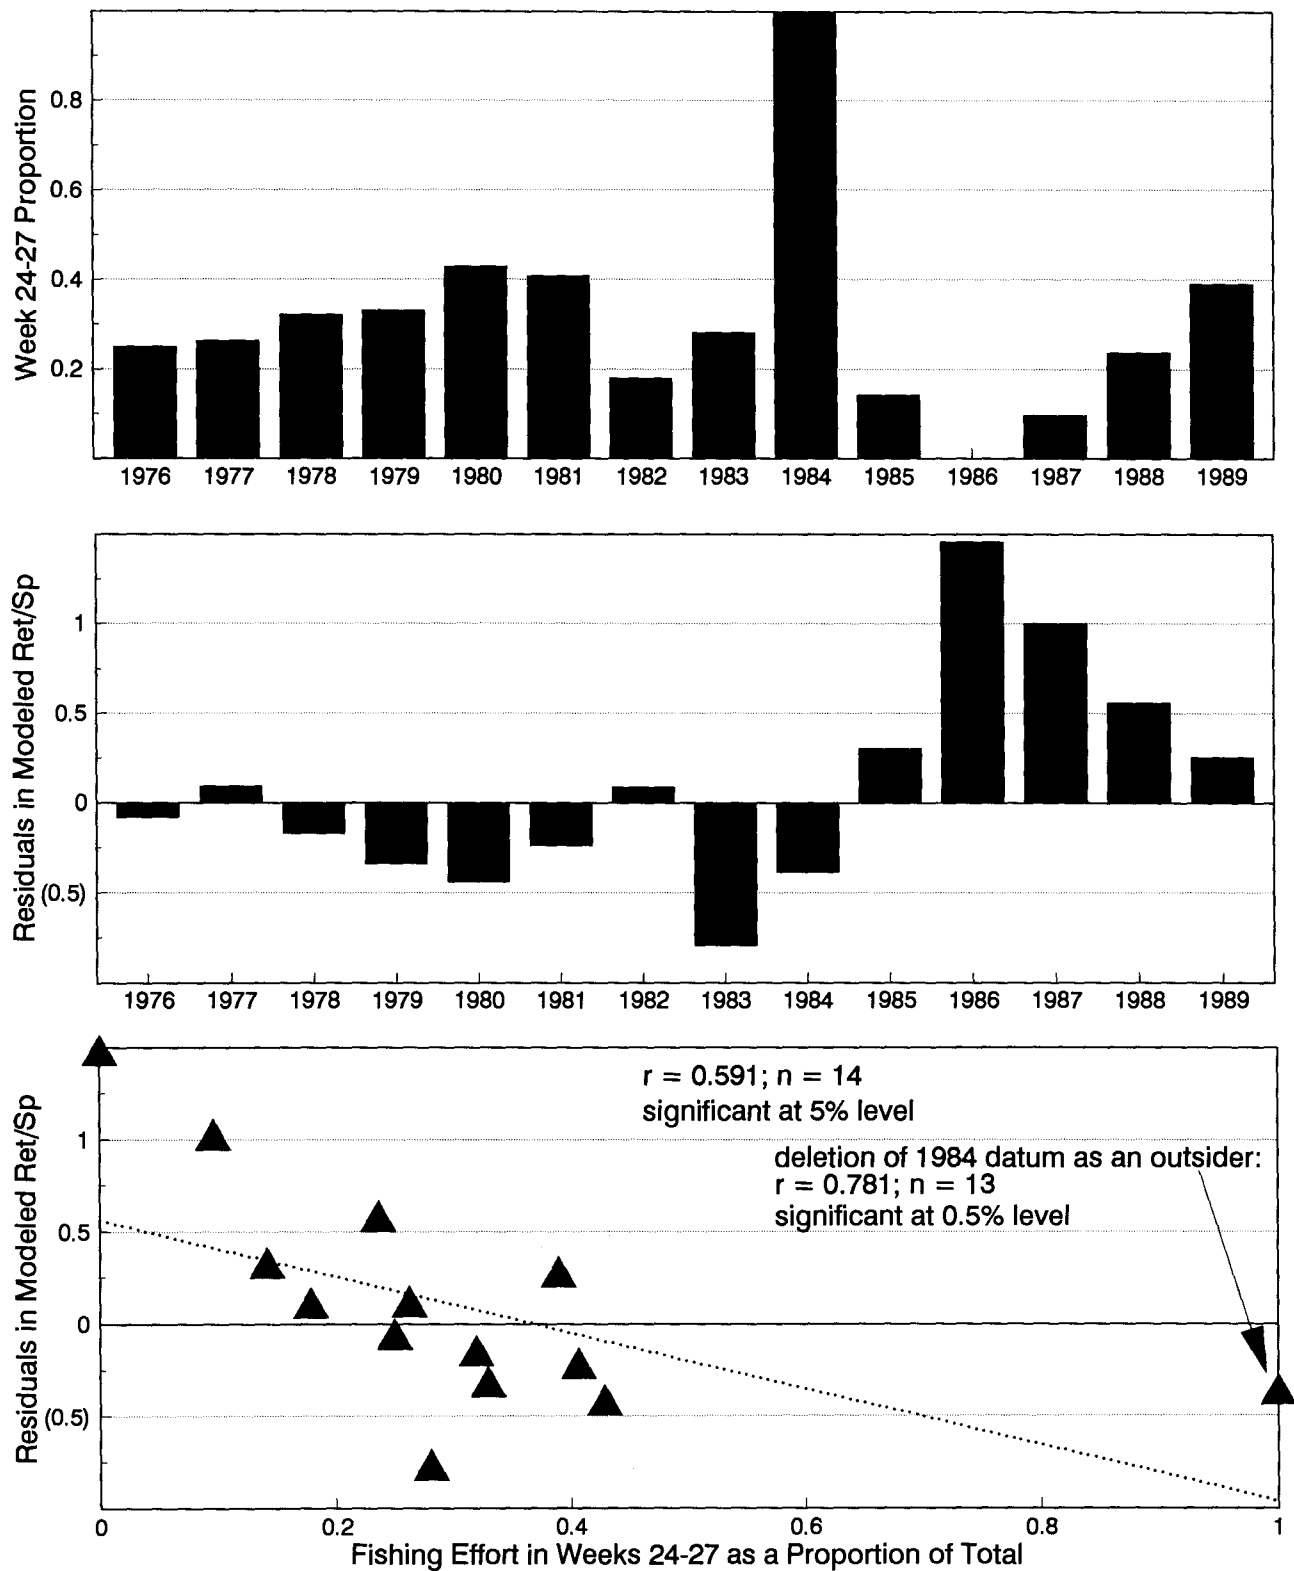 Week 24-27 Proportion
0.8
0.6
0.4
0.2
1976 1977 1978 1979 1980 1981 1982 1983 1984 1985 1986 1987 1988 1989
Residuals in Modeled Ret/Sp
1
0.5
0
(0.5)
1976 1977 1978 1979 1980 1981 1982 1983 1984 1985 1986 1987 1988 1989
Residuals in Modeled Ret/Sp
1
0.5
0
(0.5)
r = 0.591; n = 14
significant at 5% level
deletion of 1984 datum as an outsider:
r = 0.781; n = 13
significant at 0.5% level
0 0.2 0.4 0.6 0.8 1
Fishing Effort in Weeks 24-27 as a Proportion of Total